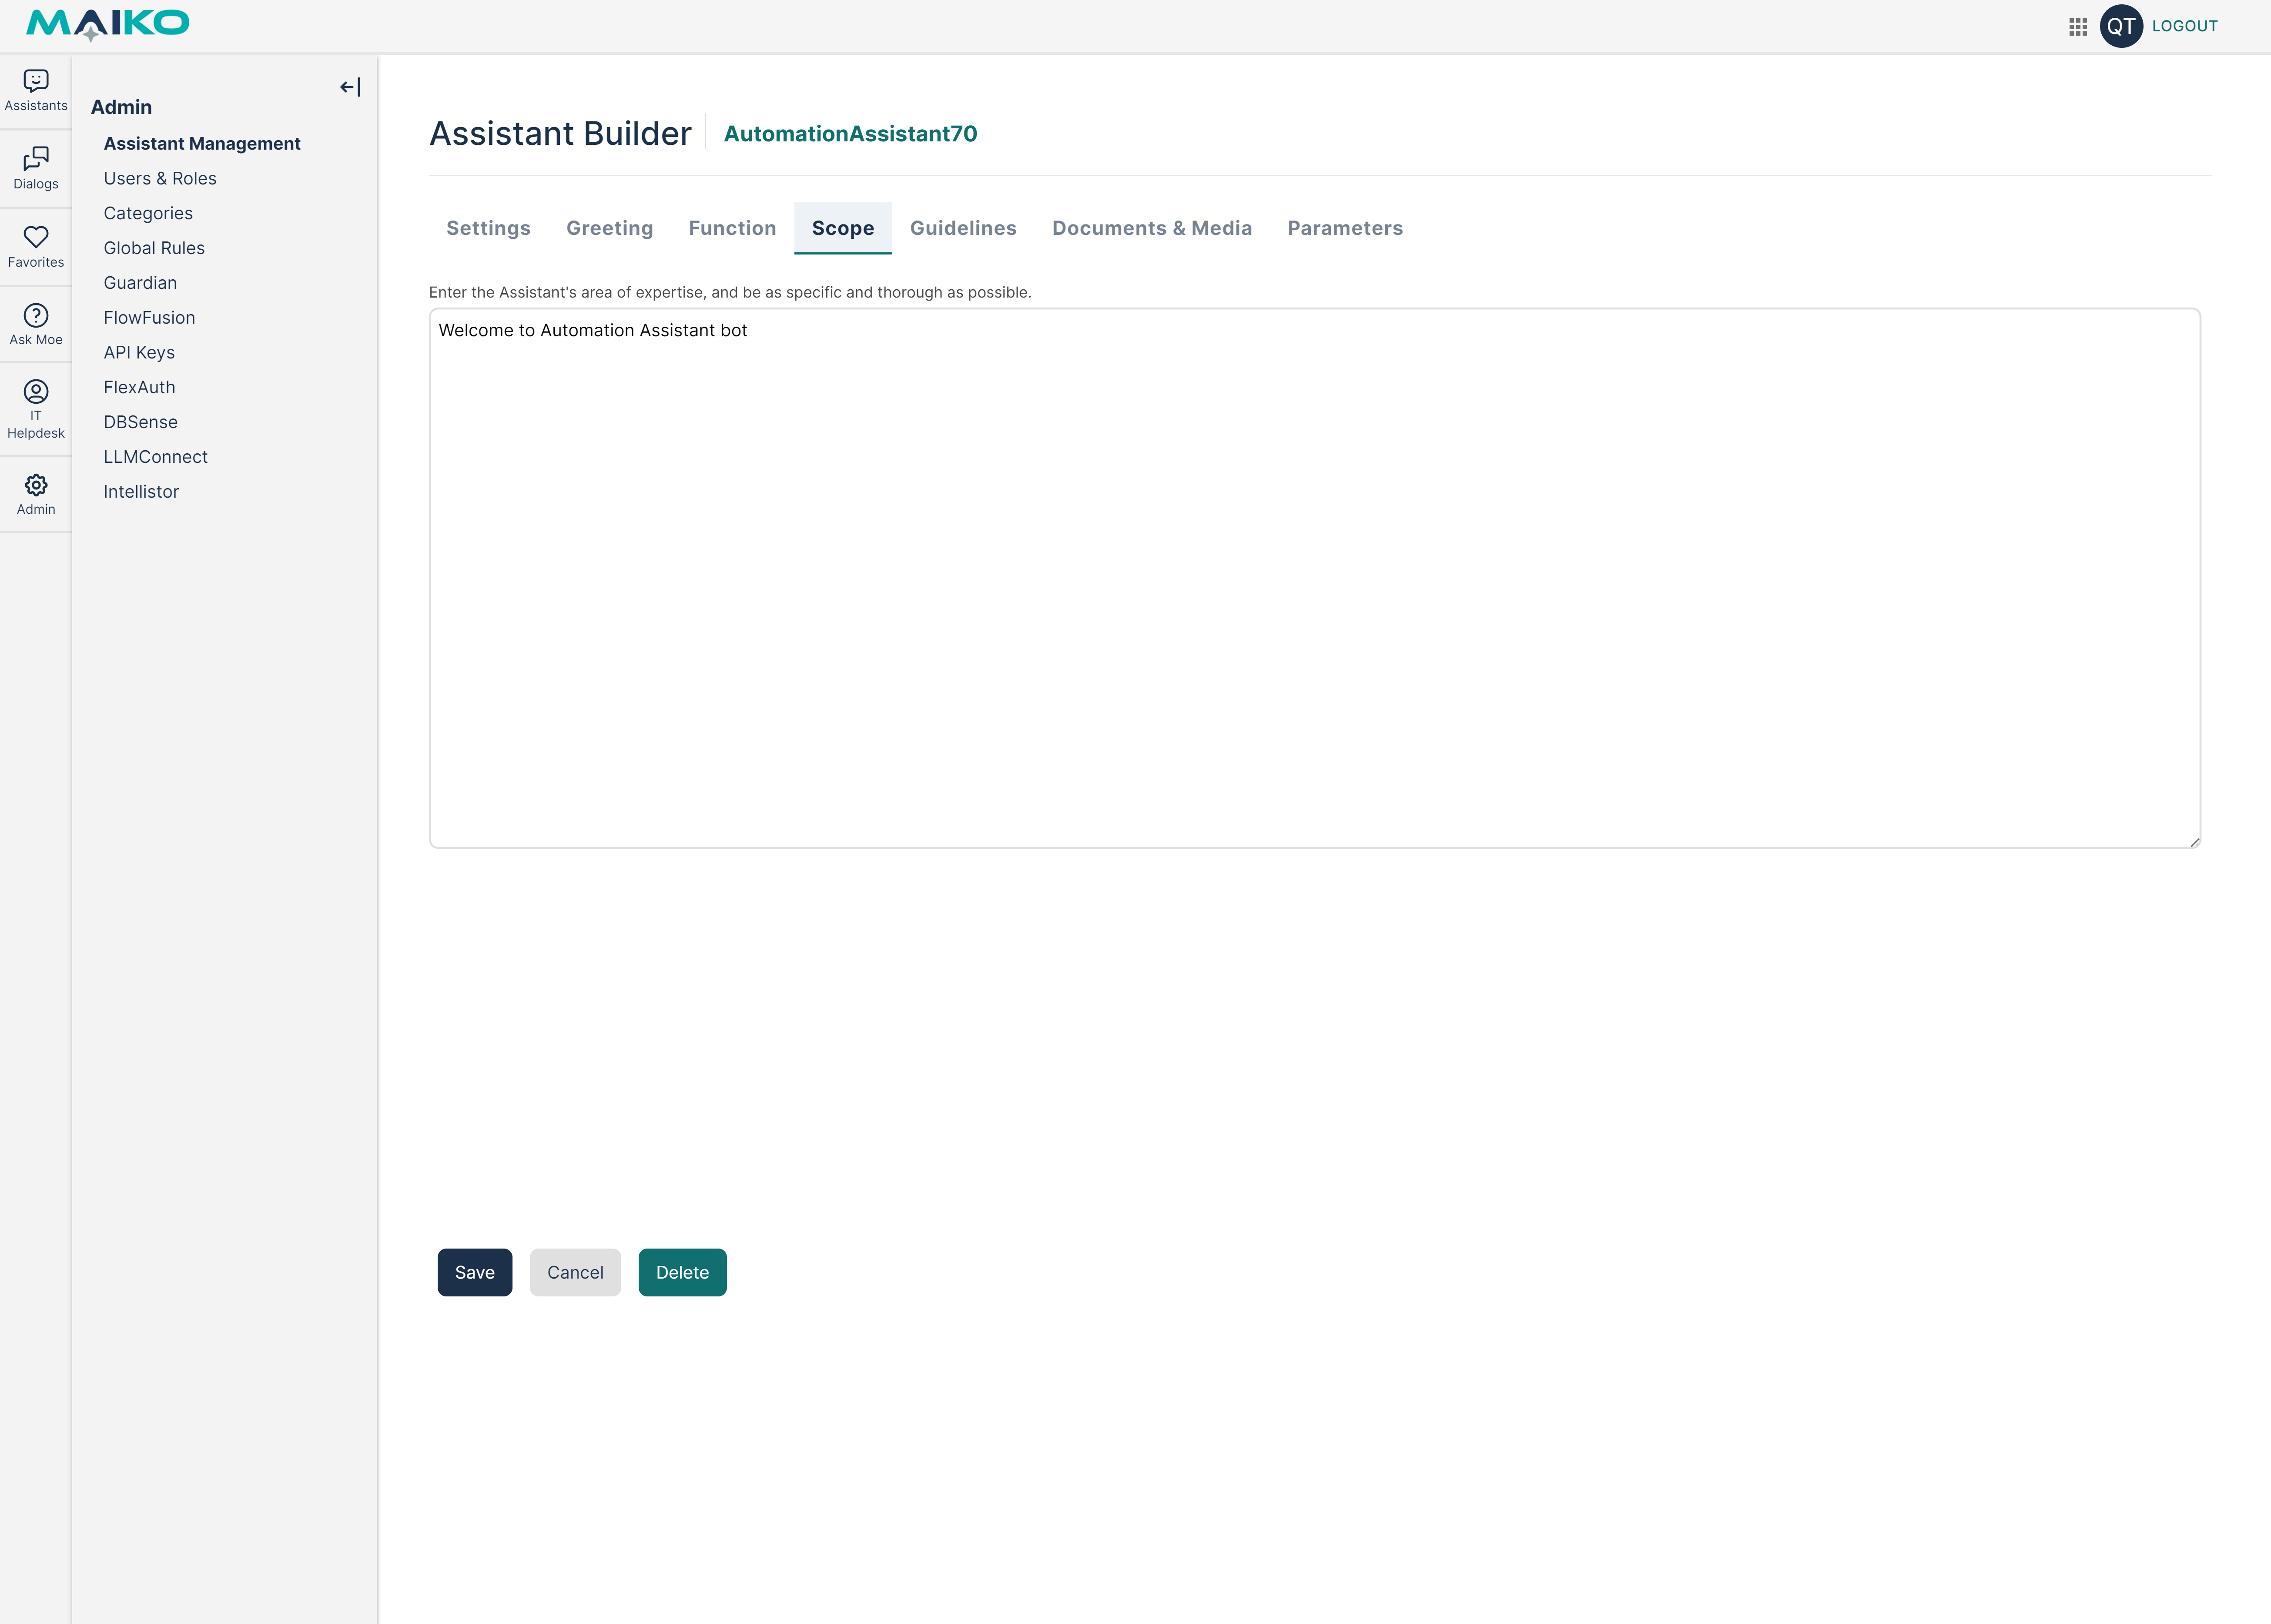 MAIKO
QT
LOGOUT
Assistants
Dialogs
Favorites
Ask Moe
IT
Helpdesk
Admin
Admin
Assistant Management
Users & Roles
Categories
Global Rules
Guardian
FlowFusion
API Keys
FlexAuth
DBSense
LLMConnect
Intellistor
Assistant Builder
AutomationAssistant70
Settings
Greeting
Function
Scope
Guidelines
Documents & Media
Parameters
Enter the Assistant's area of expertise, and be as specific and thorough as possible.
Welcome to Automation Assistant bot
Save
Cancel
Delete